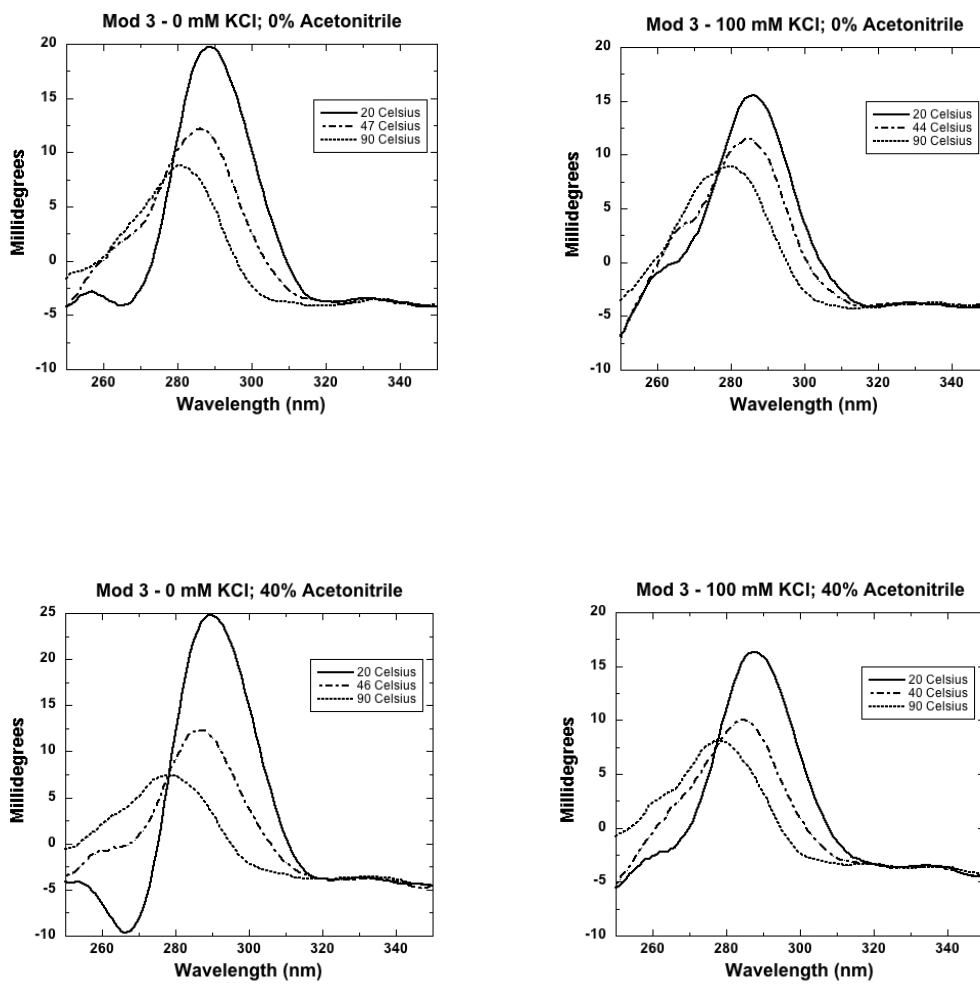 Mod 3 - 0 mM KCl; 0% Acetonitrile
20
15
10
5
0
-5
-10
Millidegrees
20 Celsius
47 Celsius
90 Celsius
260
280
300
320
340
Wavelength (nm)
Mod 3 - 100 mM KCl; 0% Acetonitrile
20
15
10
5
0
-5
-10
Millidegrees
20 Celsius
44 Celsius
90 Celsius
260
280
300
320
340
Wavelength (nm)
Mod 3 - 0 mM KCl; 40% Acetonitrile
25
20
15
10
5
0
-5
-10
Millidegrees
20 Celsius
46 Celsius
90 Celsius
260
280
300
320
340
Wavelength (nm)
Mod 3 - 100 mM KCl; 40% Acetonitrile
20
15
10
5
0
-5
-10
Millidegrees
20 Celsius
40 Celsius
90 Celsius
260
280
300
320
340
Wavelength (nm)